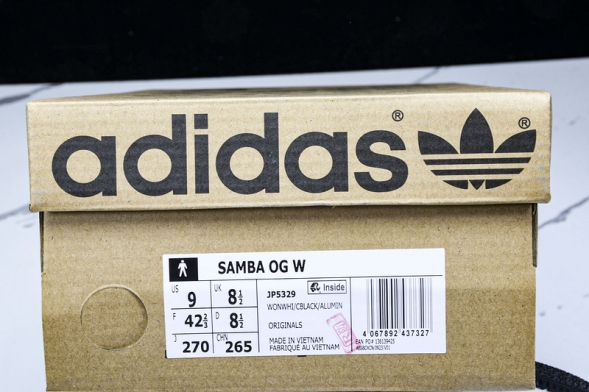 adidas® ®
SAMBA OG W
US 9 UK 8½
F 42⅔ D 8½
J 270 CHN 265
JP5329 Inside
WONWHI/CBLACK/ALUMIN
ORIGINALS
MADE IN VIETNAM
FABRIQUÉ AU VIETNAM
4 067892 437327